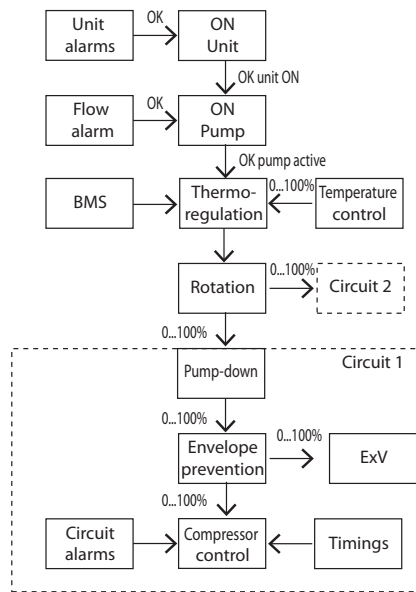 Unit
alarms
OK
ON
Unit
OK unit ON
Flow
alarm
OK
ON
Pump
OK pump active
BMS
Thermo-
regulation
0...100%
Temperature
control
Rotation
0...100%
Circuit 2
0...100%
Circuit 1
Pump-down
0...100%
Envelope
prevention
0...100%
ExV
0...100%
Circuit
alarms
Compressor
control
Timings